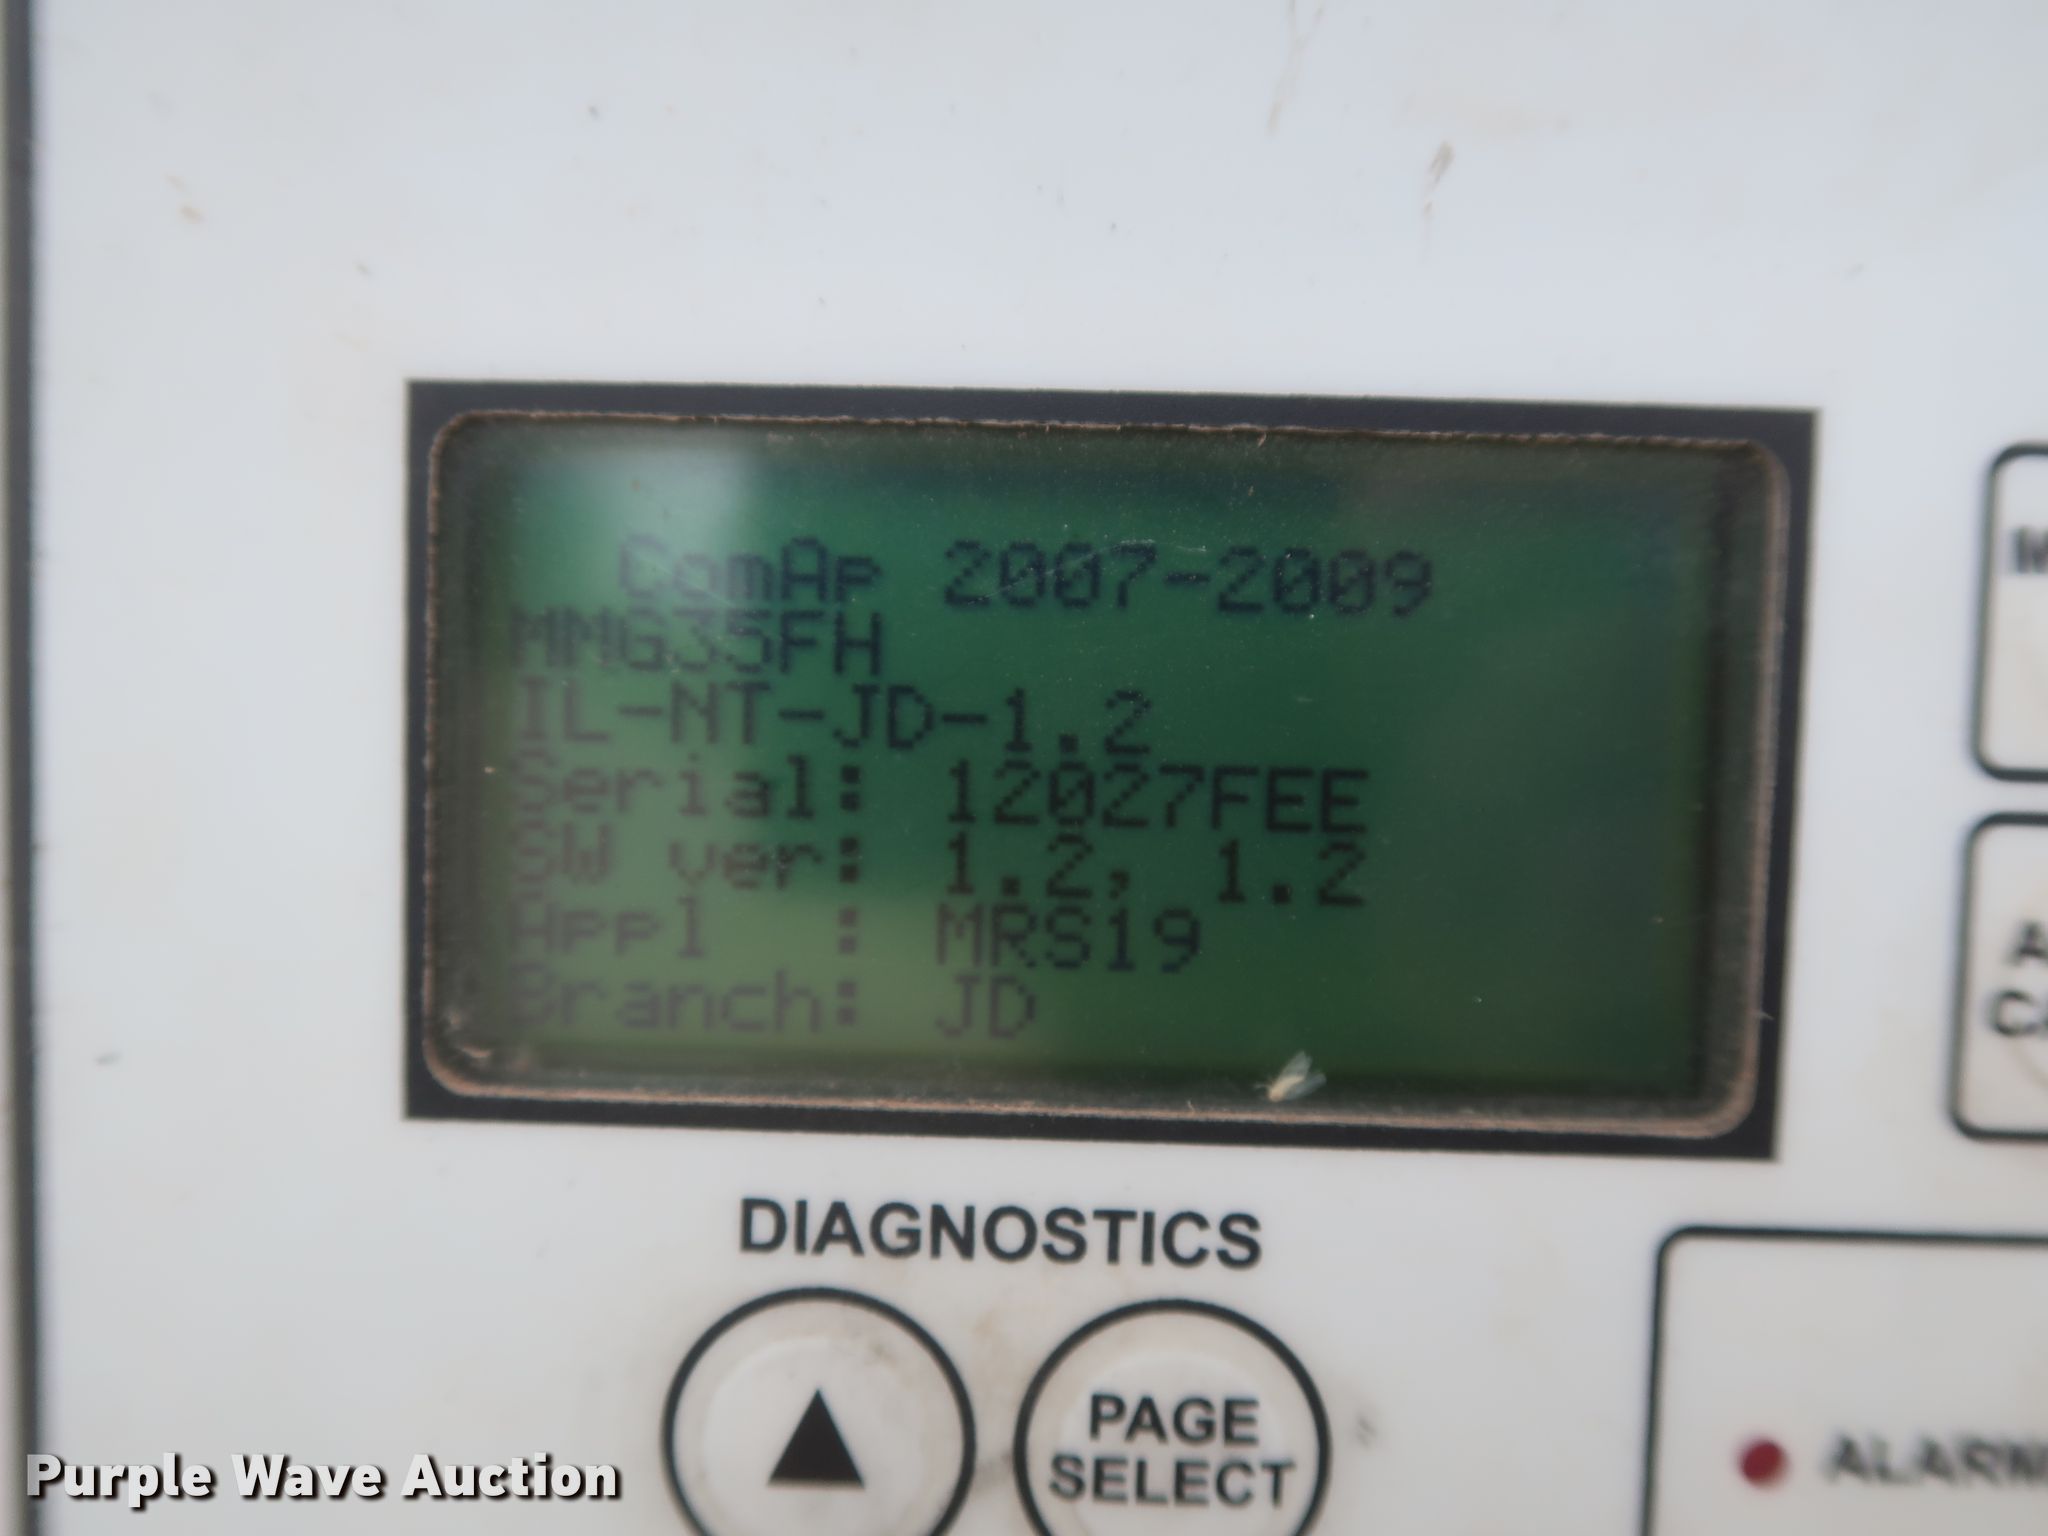 ComAp 2007-2009
MMG35FH
IL-NT-JD-1.2
Serial: 12027FEE
SW ver: 1.2, 1.2
Appl : MRS19
Branch: JD
DIAGNOSTICS
PAGE
SELECT
ALARM
Purple Wave Auction